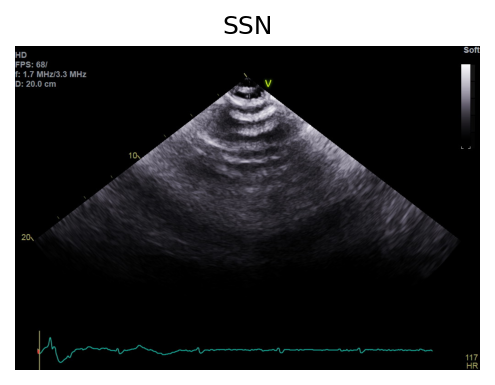 SSN
HD
Soft
FPS: 68/
f: 1.7 MHz/3.3 MHz
D: 20.0 cm
V
10
20
117
HR